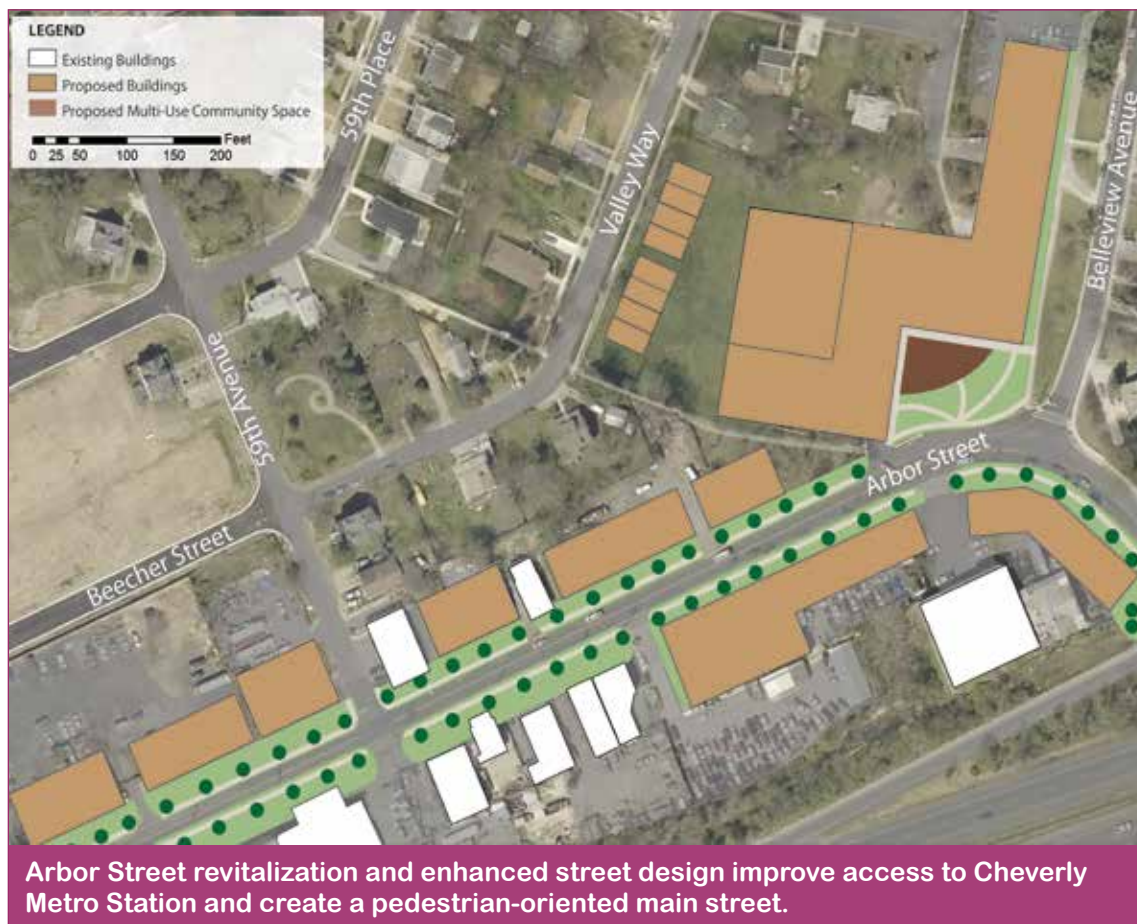 LEGEND
Existing Buildings
Proposed Buildings
Proposed Multi-Use Community Space
Feet
0 25 50 100 150 200
59th Place
Valley Way
Belleview Avenue
59th Avenue
Arbor Street
Beecher Street
Arbor Street revitalization and enhanced street design improve access to Cheverly
Metro Station and create a pedestrian-oriented main street.